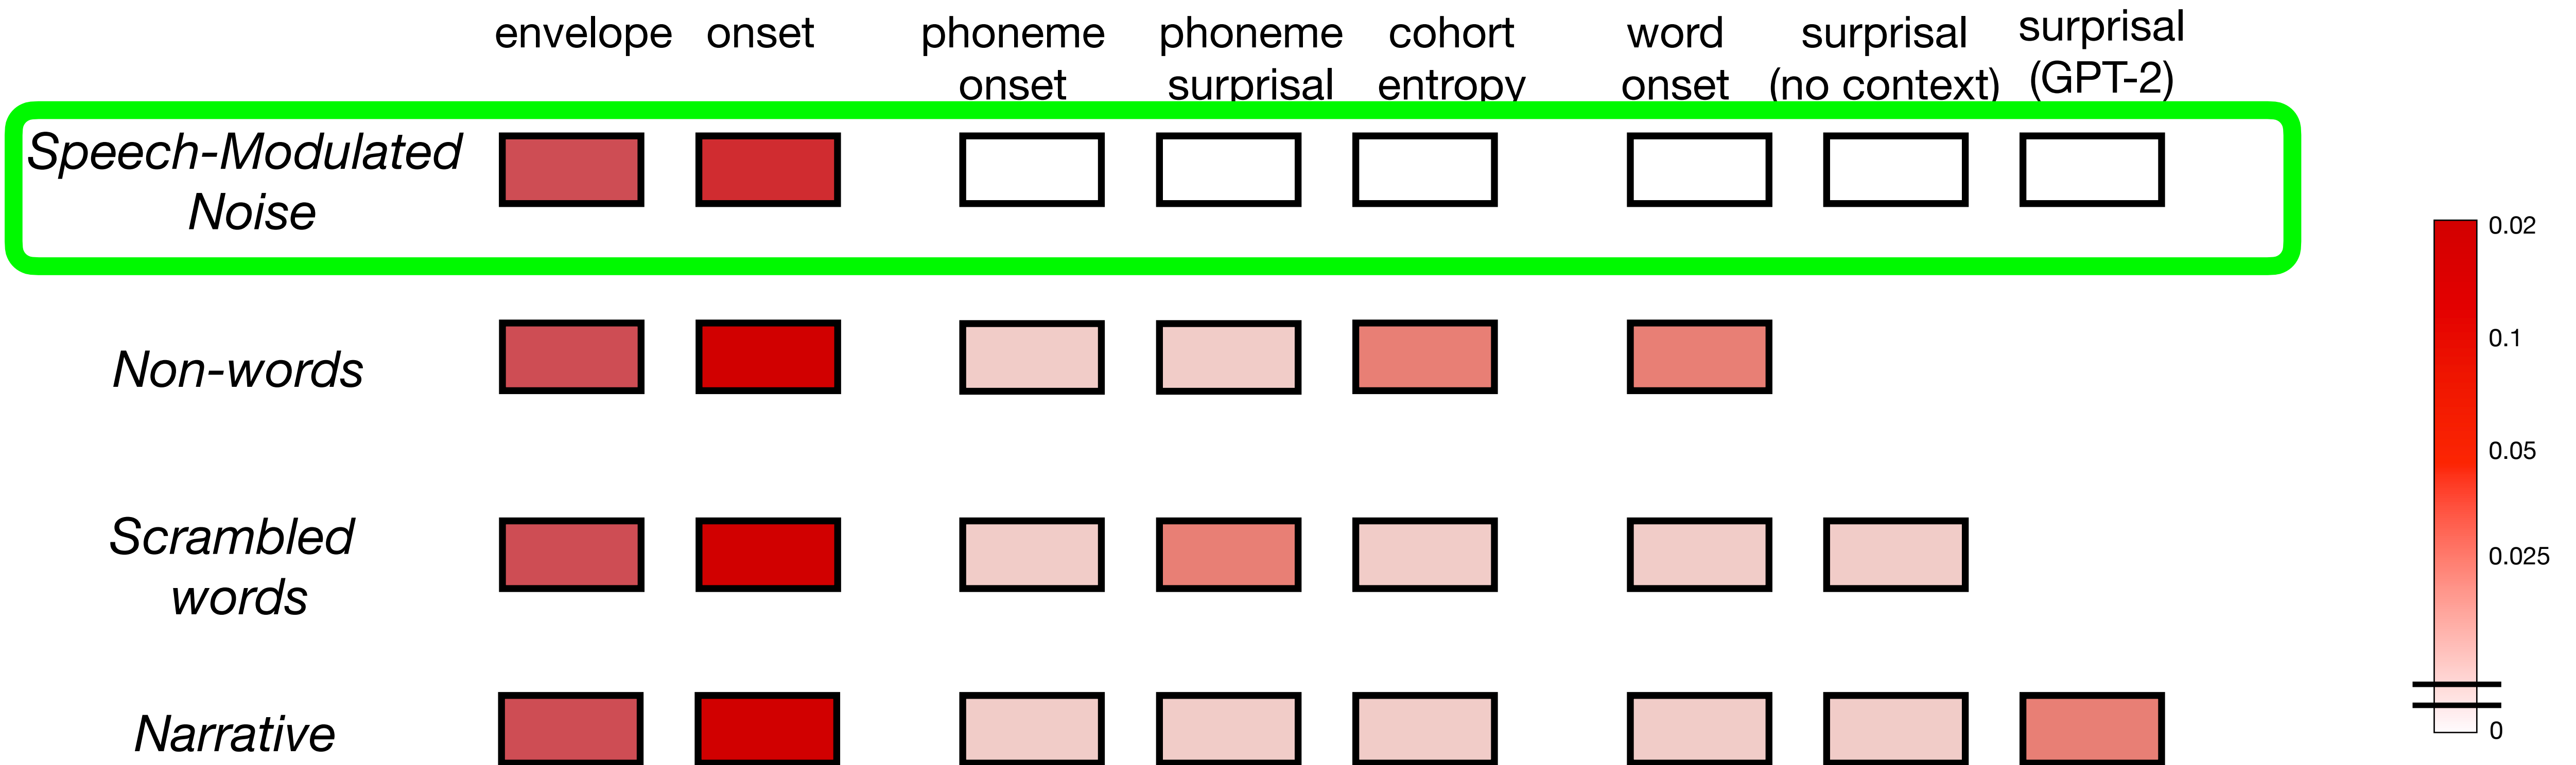 envelope onset phoneme phoneme cohort word surprisal surprisal
onset surprisal entropy onset (no context) (GPT-2)
Speech-Modulated
Noise
Non-words
Scrambled
words
Narrative
0.02
0.1
0.05
0.025
0